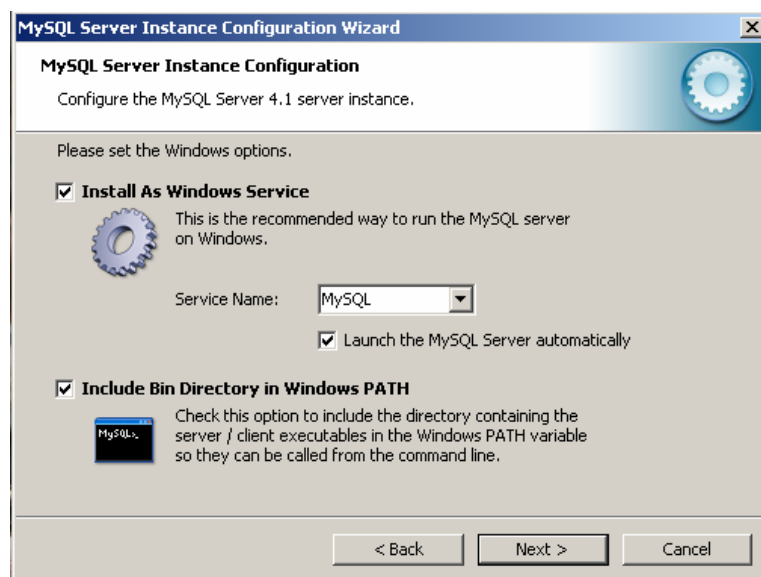 MySQL Server Instance Configuration Wizard
MySQL Server Instance Configuration
Configure the MySQL Server 4.1 server instance.
Please set the Windows options.
Install As Windows Service
This is the recommended way to run the MySQL server
on Windows.
Service Name: MySQL
Launch the MySQL Server automatically
Include Bin Directory in Windows PATH
MySQL>_
Check this option to include the directory containing the
server / client executables in the Windows PATH variable
so they can be called from the command line.
< Back Next > Cancel